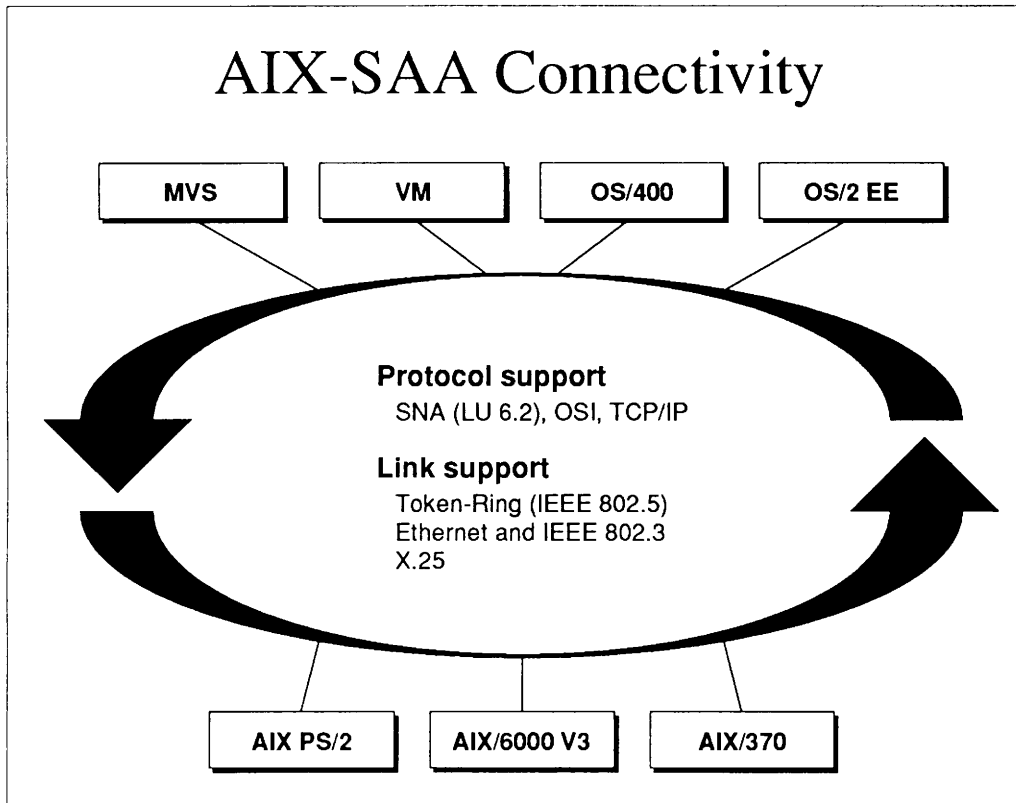 AIX-SAA Connectivity
MVS
VM
OS/400
OS/2 EE
Protocol support
SNA (LU 6.2), OSI, TCP/IP
Link support
Token-Ring (IEEE 802.5)
Ethernet and IEEE 802.3
X.25
AIX PS/2
AIX/6000 V3
AIX/370